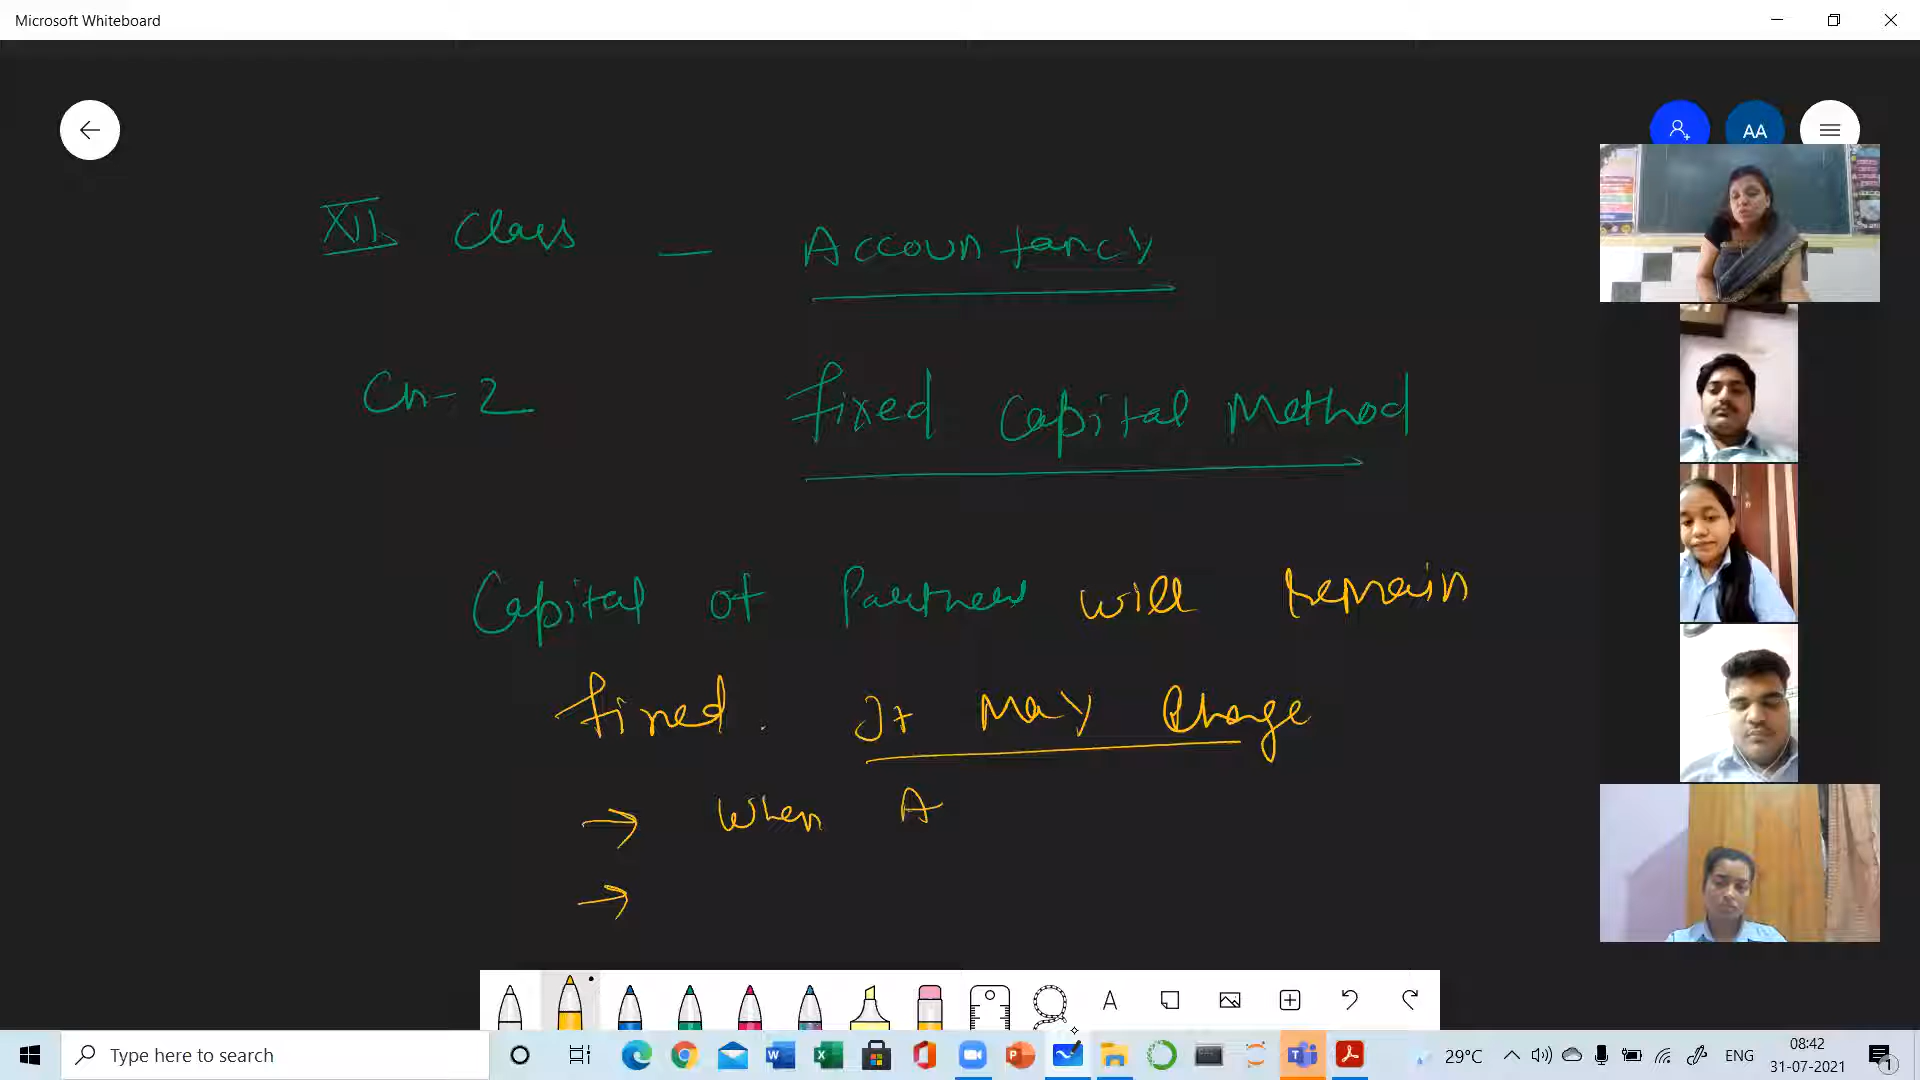 Microsoft Whiteboard
AA
XII Class — Accountancy
Ch-2 Fixed Capital Method
Capital of Partners will remain
fixed. It May Change
→ When A
→
A
Type here to search
29°C
ENG
08:42
31-07-2021
1